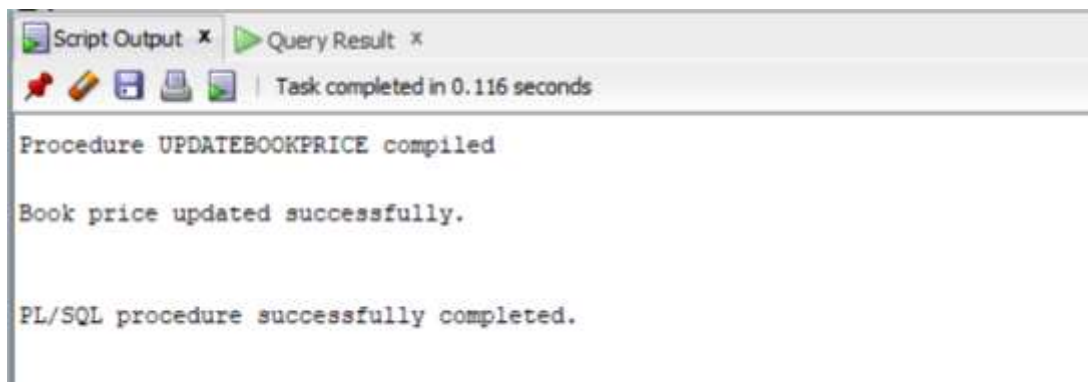 Script Output x Query Result x
Task completed in 0.116 seconds
Procedure UPDATEBOOKPRICE compiled
Book price updated successfully.
PL/SQL procedure successfully completed.